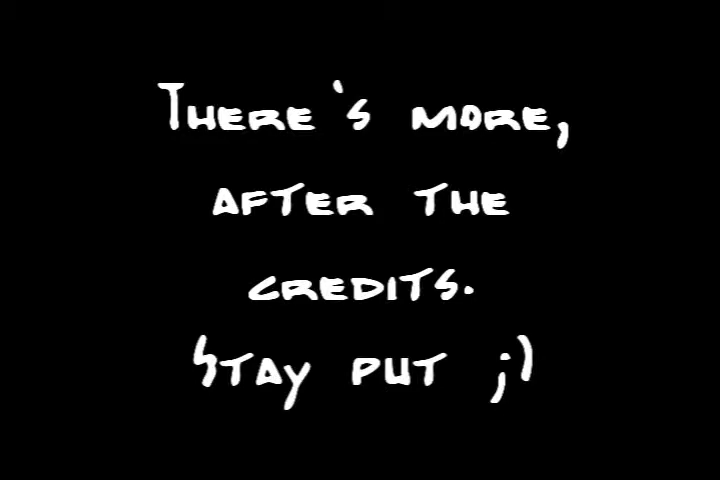 There's more,
after the
credits.
Stay put ;)